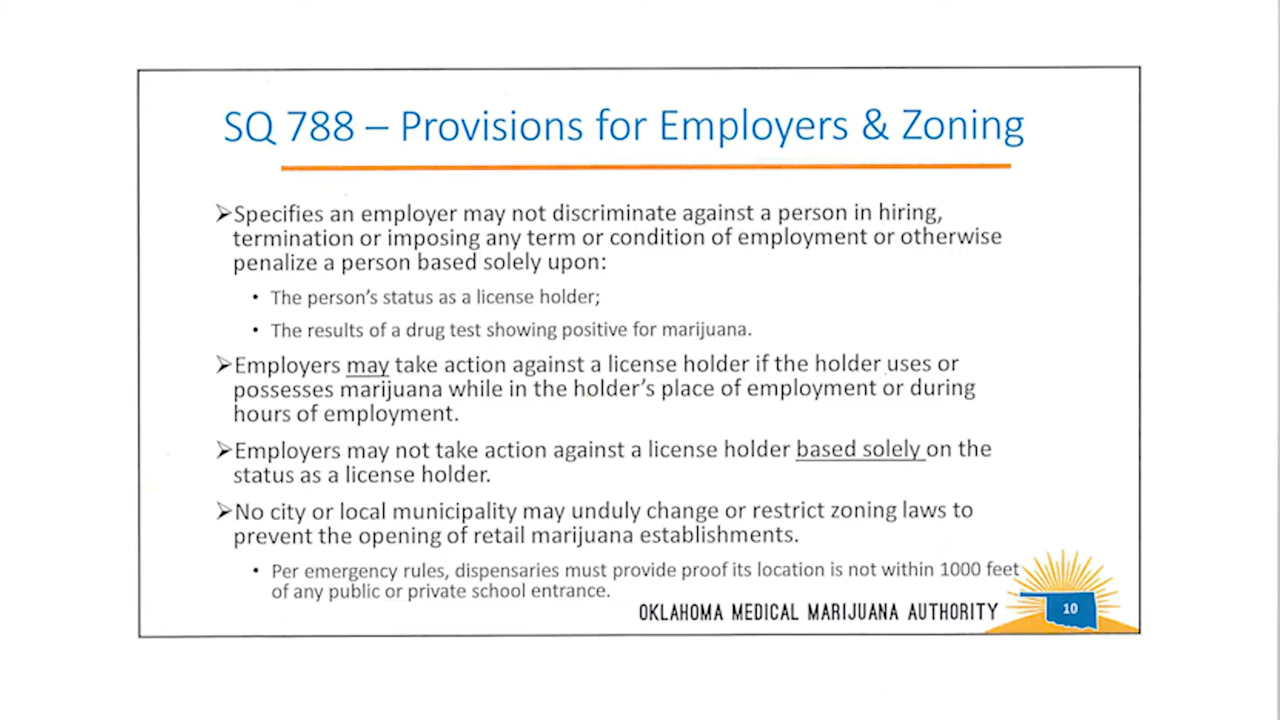 SQ 788 – Provisions for Employers & Zoning
➢Specifies an employer may not discriminate against a person in hiring,
termination or imposing any term or condition of employment or otherwise
penalize a person based solely upon:
• The person's status as a license holder;
• The results of a drug test showing positive for marijuana.
➢Employers may take action against a license holder if the holder uses or
possesses marijuana while in the holder's place of employment or during
hours of employment.
➢Employers may not take action against a license holder based solely on the
status as a license holder.
➢No city or local municipality may unduly change or restrict zoning laws to
prevent the opening of retail marijuana establishments.
• Per emergency rules, dispensaries must provide proof its location is not within 1000 feet
of any public or private school entrance.
OKLAHOMA MEDICAL MARIJUANA AUTHORITY
10